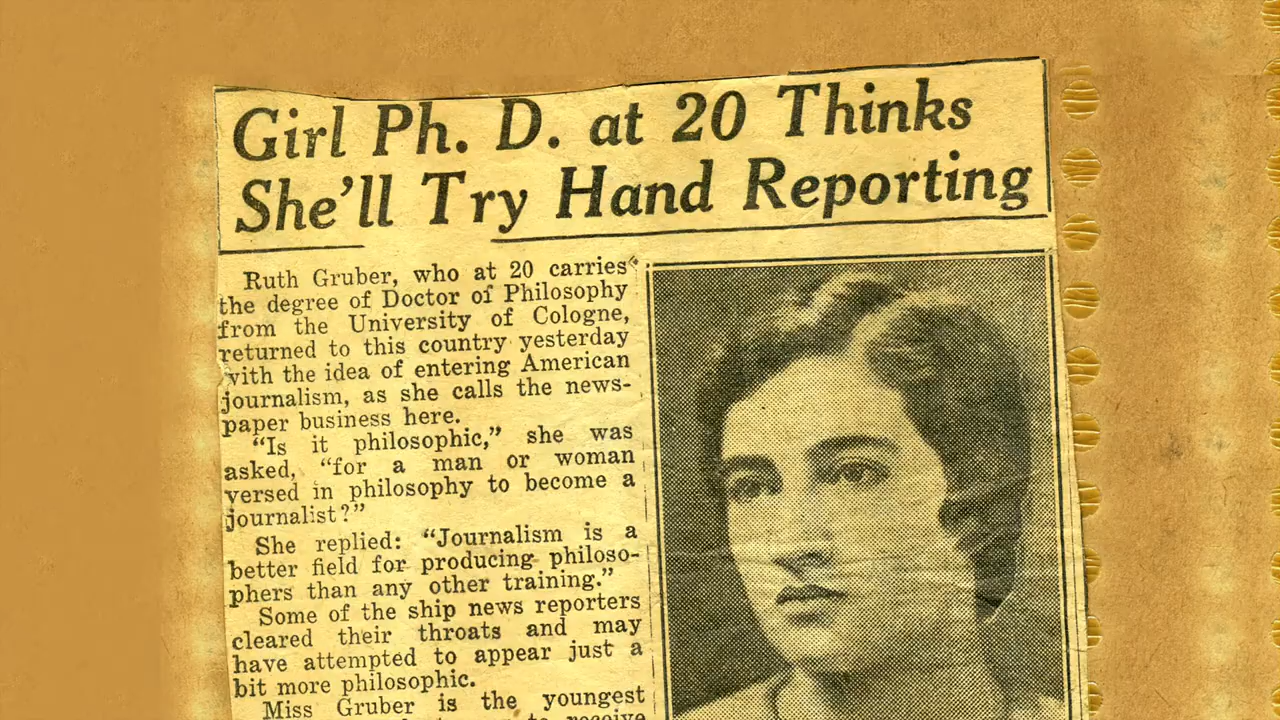 Girl Ph. D. at 20 Thinks
She'll Try Hand Reporting
Ruth Gruber, who at 20 carries
the degree of Doctor of Philosophy
from the University of Cologne,
returned to this country yesterday
with the idea of entering American
journalism, as she calls the news-
paper business here.
"Is it philosophic," she was
asked, "for a man or woman
versed in philosophy to become a
journalist?"
She replied: "Journalism is a
better field for producing philoso-
phers than any other training."
Some of the ship news reporters
cleared their throats and may
have attempted to appear just a
bit more philosophic.
Miss Gruber is the youngest
to receive